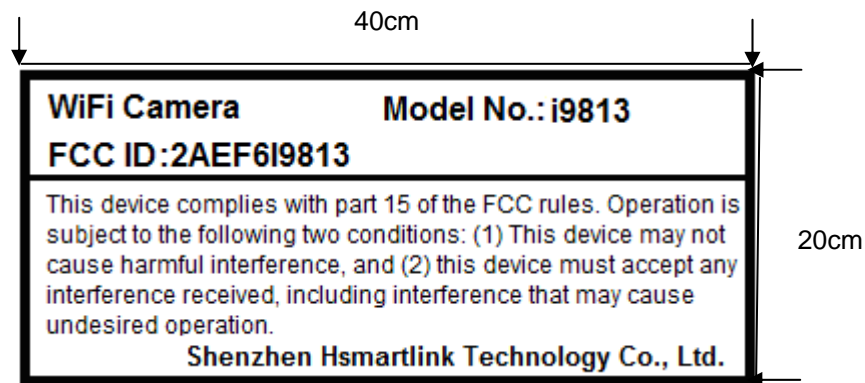 40cm
WiFi Camera Model No.: i9813
FCC ID:2AEF6I9813
This device complies with part 15 of the FCC rules. Operation is
subject to the following two conditions: (1) This device may not
cause harmful interference, and (2) this device must accept any
interference received, including interference that may cause
undesired operation.
Shenzhen Hsmartlink Technology Co., Ltd.
20cm